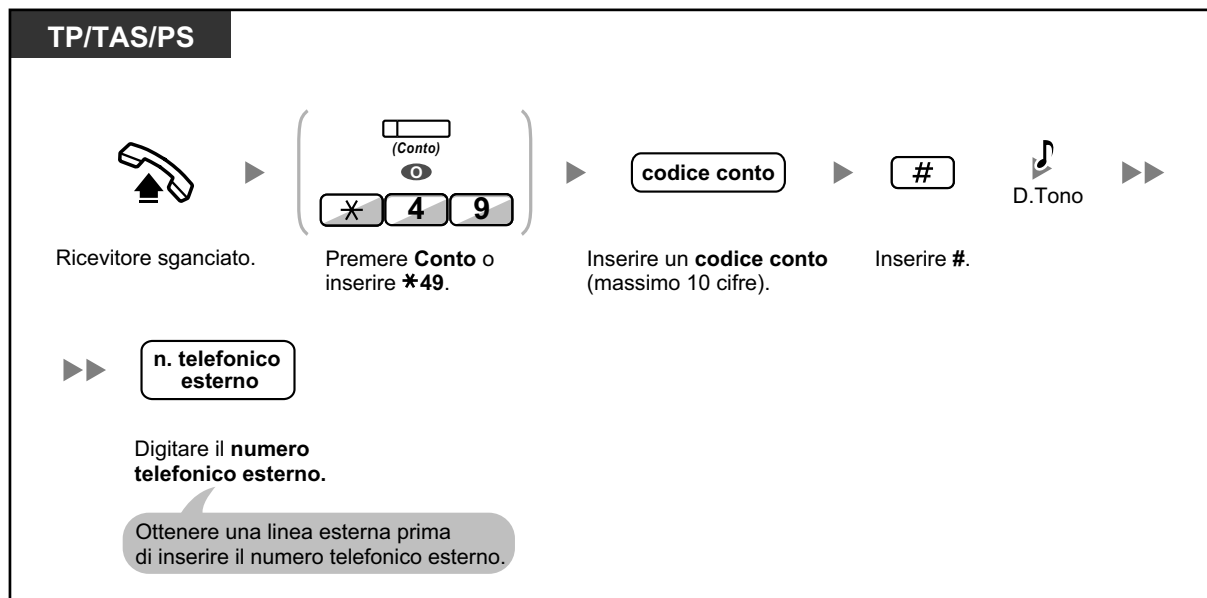 TP/TAS/PS
(Conto)
O
* 4 9
codice conto
#
D.Tono
Ricevitore sganciato.
Premere Conto o
inserire *49.
Inserire un codice conto
(massimo 10 cifre).
Inserire #.
n. telefonico
esterno
Digitare il numero
telefonico esterno.
Ottenere una linea esterna prima
di inserire il numero telefonico esterno.